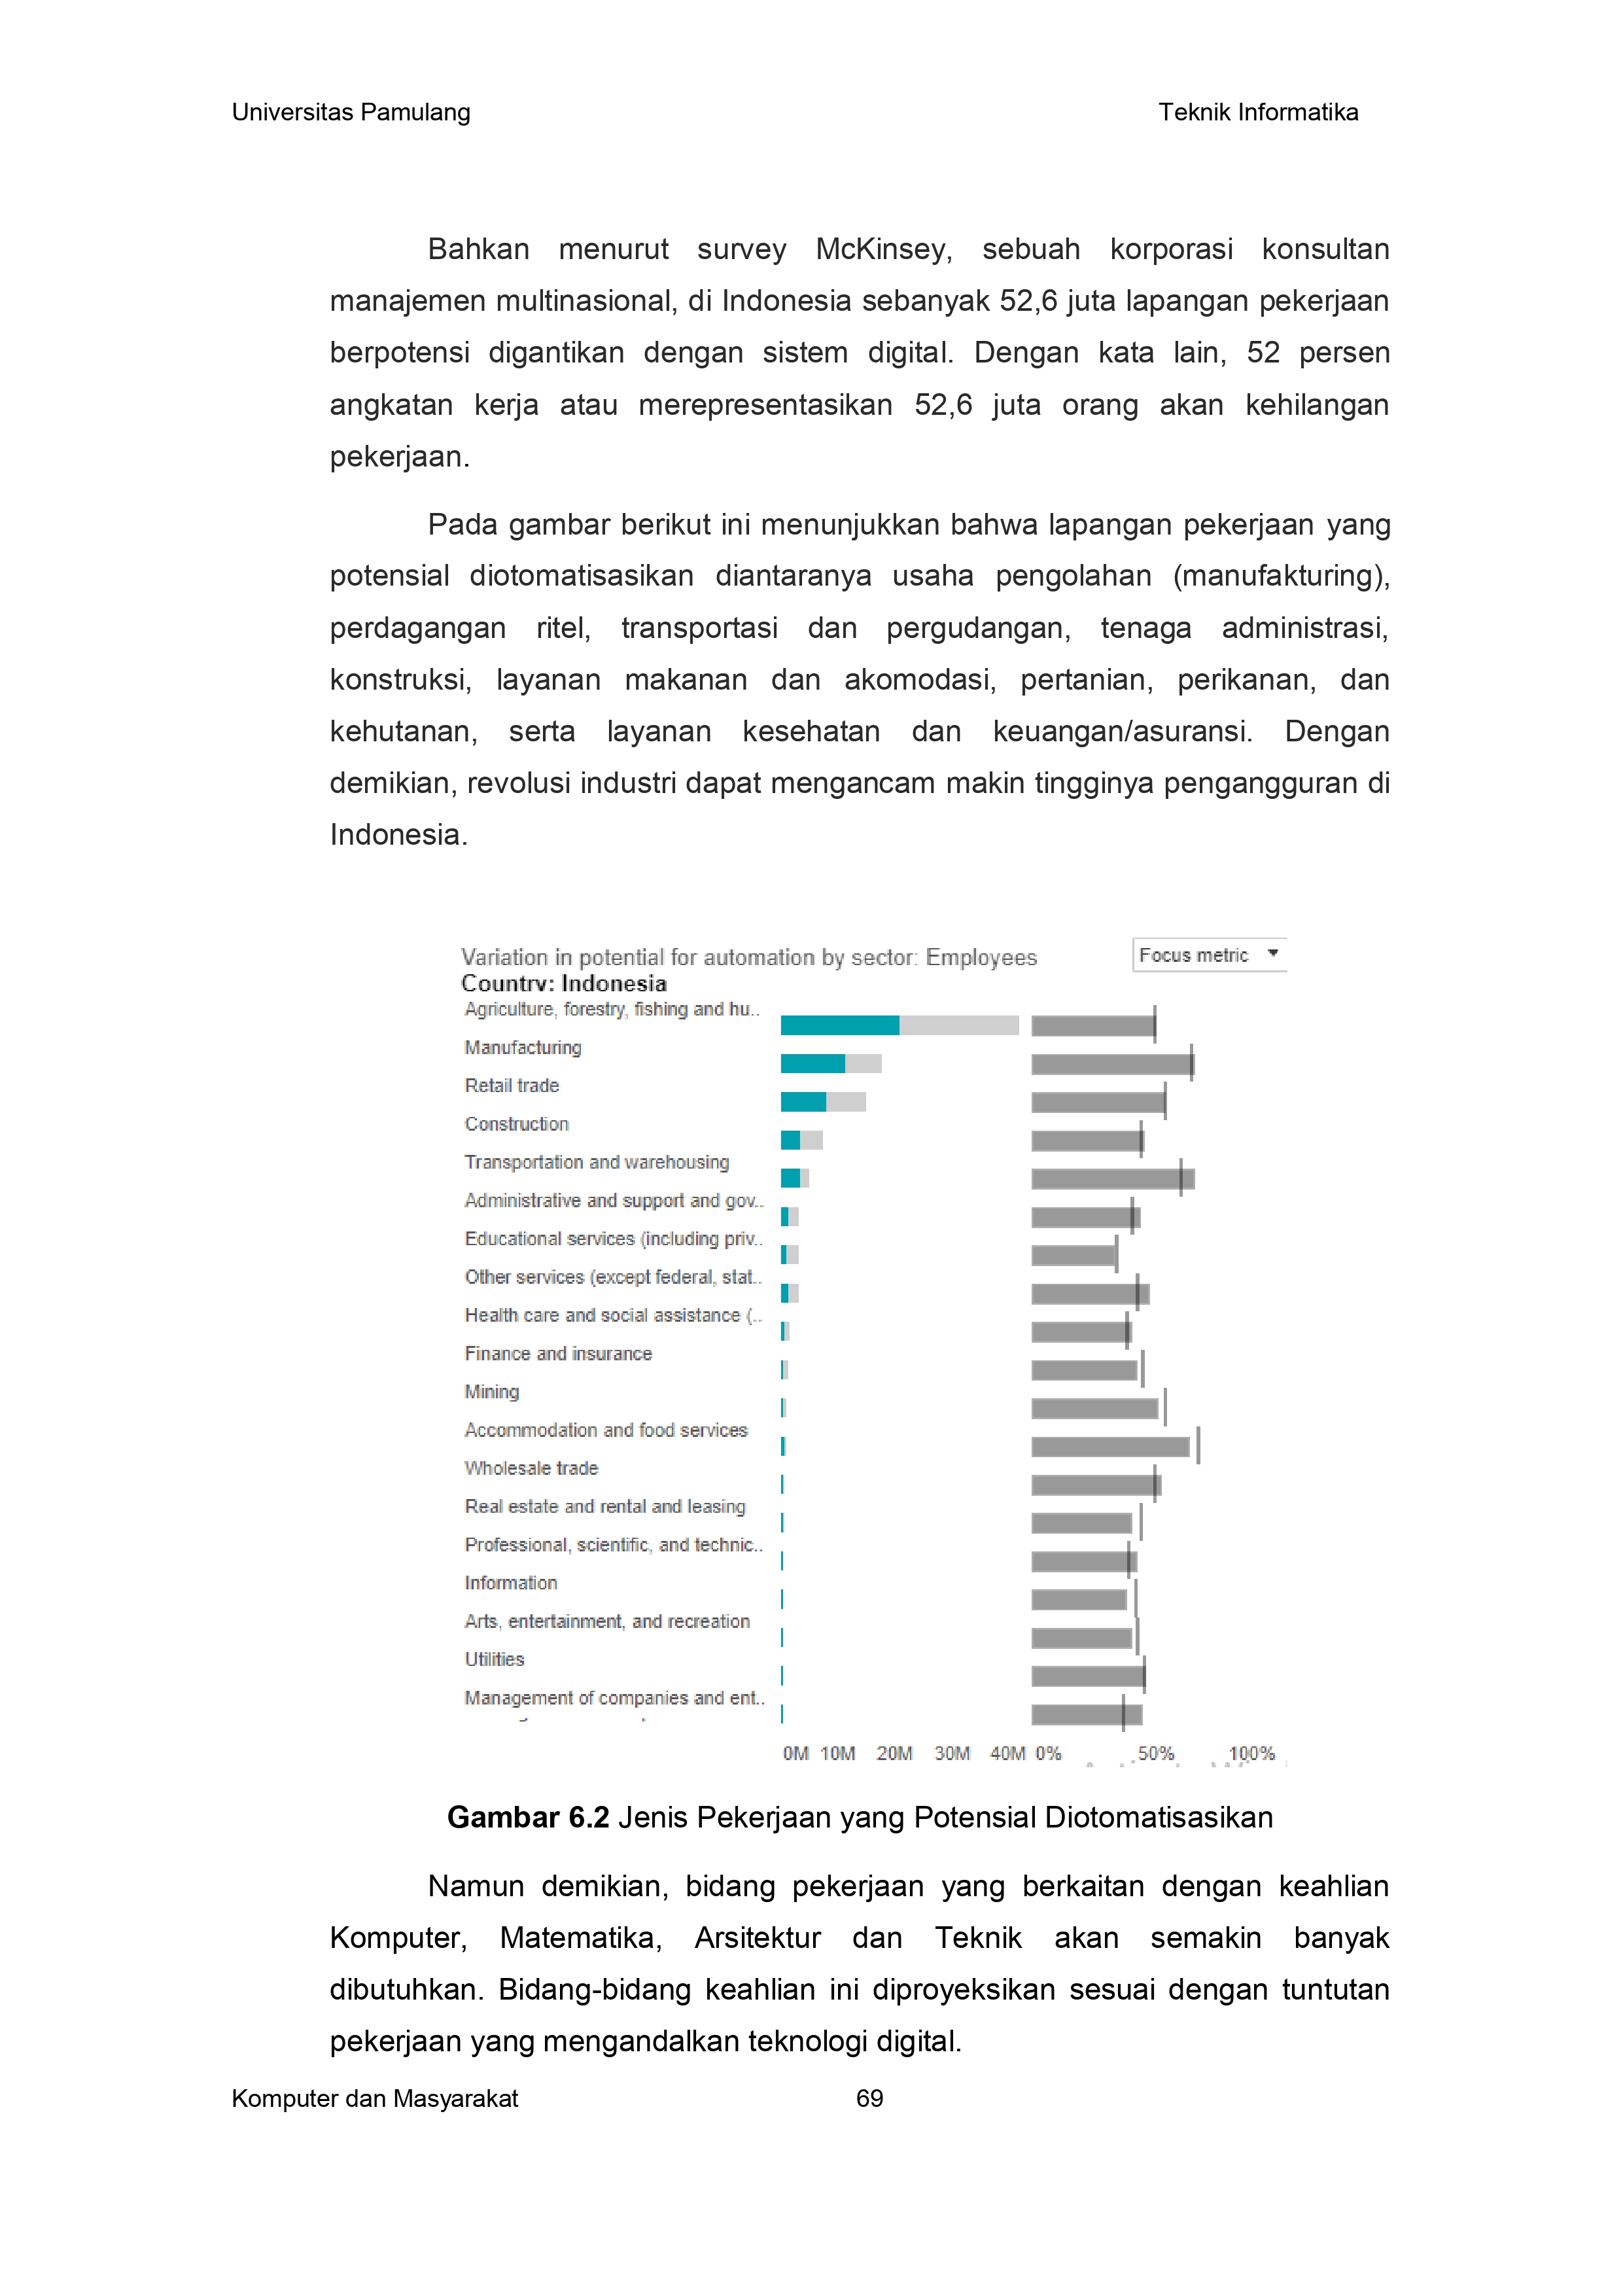 Universitas Pamulang Teknik Informatika
Bahkan menurut survey McKinsey, sebuah korporasi konsultan
manajemen multinasional, di Indonesia sebanyak 52,6 juta lapangan pekerjaan
berpotensi digantikan dengan sistem digital. Dengan kata lain, 52 persen
angkatan kerja atau merepresentasikan 52,6 juta orang akan kehilangan
pekerjaan.
Pada gambar berikut ini menunjukkan bahwa lapangan pekerjaan yang
potensial diotomatisasikan diantaranya usaha pengolahan (manufakturing),
perdagangan ritel, transportasi dan pergudangan, tenaga administrasi,
konstruksi, layanan makanan dan akomodasi, pertanian, perikanan, dan
kehutanan, serta layanan kesehatan dan keuangan/asuransi. Dengan
demikian, revolusi industri dapat mengancam makin tingginya pengangguran di
Indonesia.
Variation in potential for automation by sector: Employees
Focus metric
Country: Indonesia
Agriculture, forestry, fishing and hu..
Manufacturing
Retail trade
Construction
Transportation and warehousing
Administrative and support and gov..
Educational services (including priv..
Other services (except federal, stat..
Health care and social assistance (..
Finance and insurance
Mining
Accommodation and food services
Wholesale trade
Real estate and rental and leasing
Professional, scientific, and technic..
Information
Arts, entertainment, and recreation
Utilities
Management of companies and ent..
0M 10M 20M 30M 40M 0% 50% 100%
Gambar 6.2 Jenis Pekerjaan yang Potensial Diotomatisasikan
Namun demikian, bidang pekerjaan yang berkaitan dengan keahlian
Komputer, Matematika, Arsitektur dan Teknik akan semakin banyak
dibutuhkan. Bidang-bidang keahlian ini diproyeksikan sesuai dengan tuntutan
pekerjaan yang mengandalkan teknologi digital.
Komputer dan Masyarakat 69